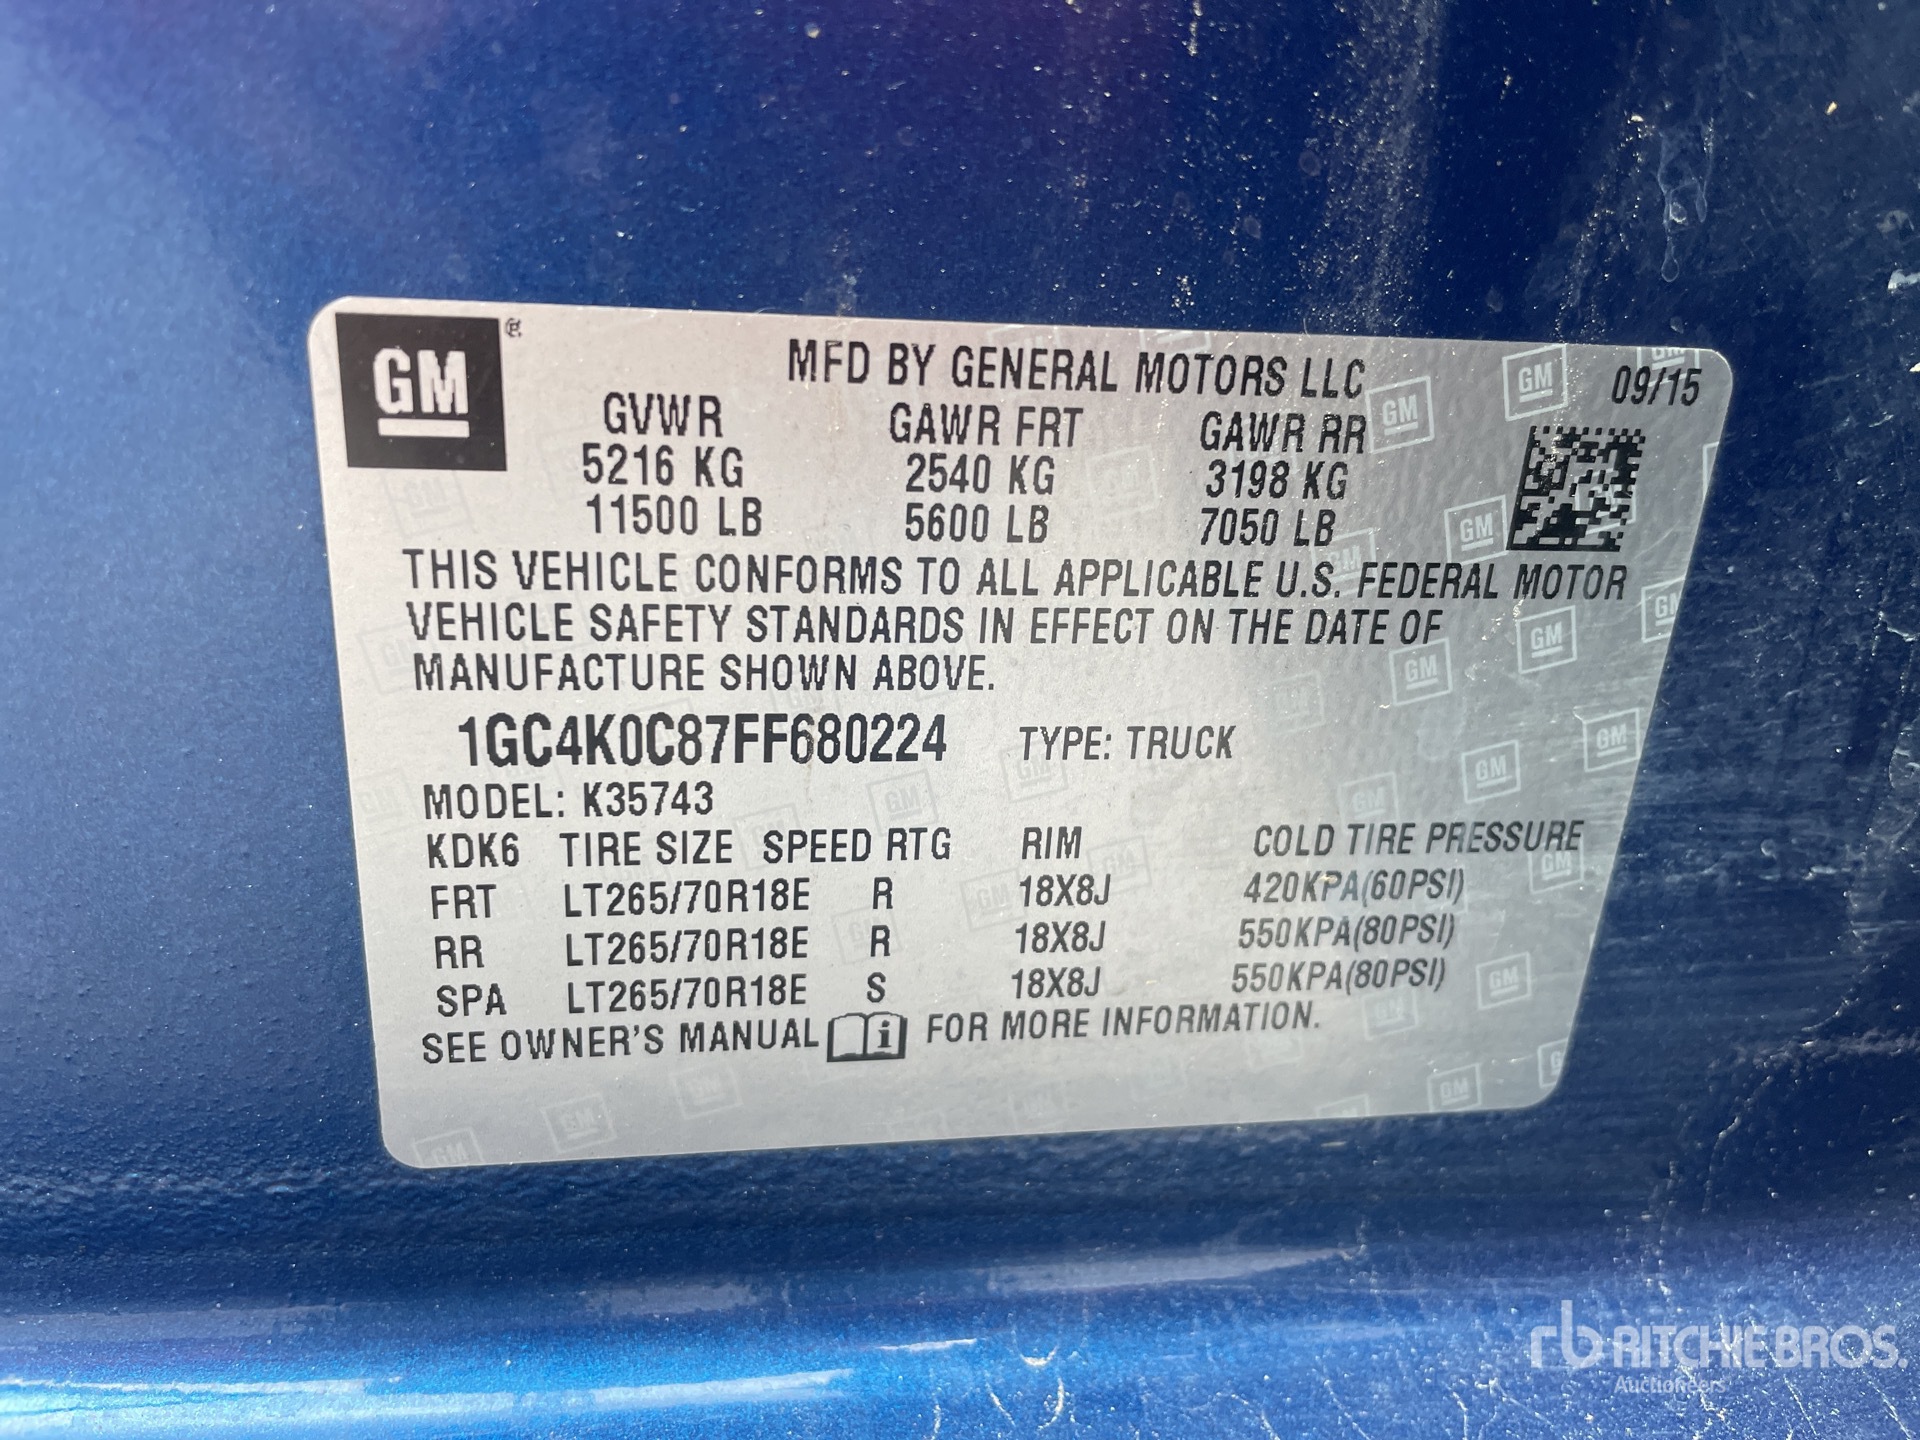 GM
MFD BY GENERAL MOTORS LLC 09/15
GVWR GAWR FRT GAWR RR
5216 KG 2540 KG 3198 KG
11500 LB 5600 LB 7050 LB
THIS VEHICLE CONFORMS TO ALL APPLICABLE U.S. FEDERAL MOTOR
VEHICLE SAFETY STANDARDS IN EFFECT ON THE DATE OF
MANUFACTURE SHOWN ABOVE.
1GC4K0C87FF680224 TYPE: TRUCK
MODEL: K35743
KDK6 TIRE SIZE SPEED RTG RIM COLD TIRE PRESSURE
FRT LT265/70R18E R 18X8J 420KPA(60PSI)
RR LT265/70R18E R 18X8J 550KPA(80PSI)
SPA LT265/70R18E S 18X8J 550KPA(80PSI)
SEE OWNER'S MANUAL i FOR MORE INFORMATION.
rb RITCHIE BROS.
Auctioneers